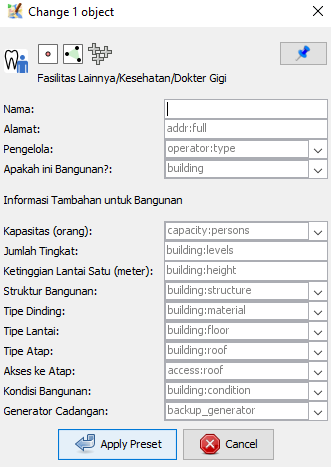 Change 1 object
Fasilitas Lainnya/Kesehatan/Dokter Gigi
Nama:
Alamat: addr:full
Pengelola: operator:type
Apakah ini Bangunan?: building
Informasi Tambahan untuk Bangunan
Kapasitas (orang): capacity:persons
Jumlah Tingkat: building:levels
Ketinggian Lantai Satu (meter): building:height
Struktur Bangunan: building:structure
Tipe Dinding: building:material
Tipe Lantai: building:floor
Tipe Atap: building:roof
Akses ke Atap: access:roof
Kondisi Bangunan: building:condition
Generator Cadangan: backup_generator
Apply Preset Cancel